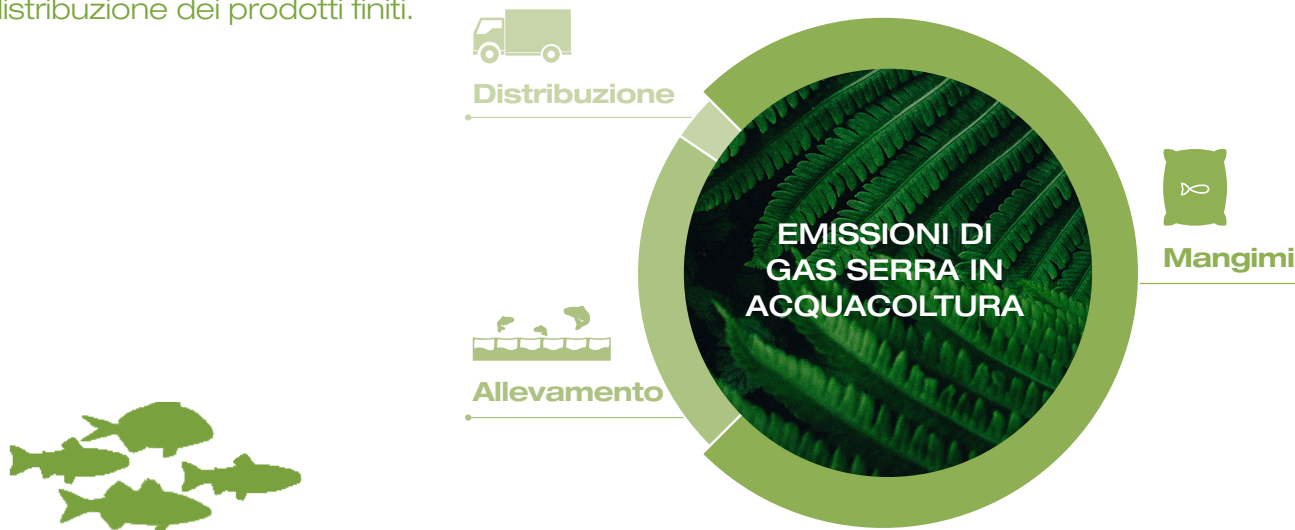 distribuzione dei prodotti finiti.
Distribuzione
EMISSIONI DI
GAS SERRA IN
ACQUACOLTURA
Mangimi
Allevamento